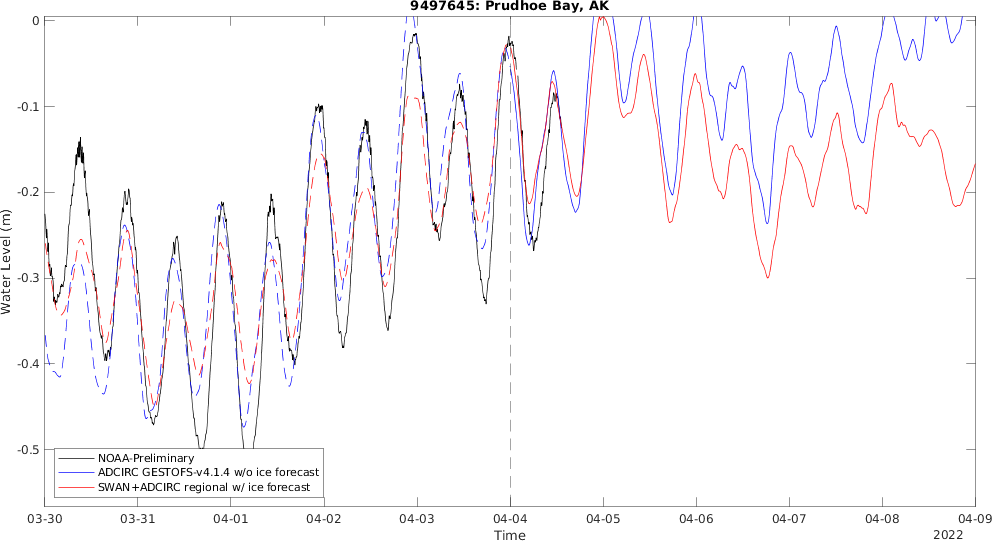 9497645: Prudhoe Bay, AK
0
-0.1
-0.2
-0.3
-0.4
-0.5
Water Level (m)
NOAA-Preliminary
ADCIRC GESTOFS-v4.1.4 w/o ice forecast
SWAN+ADCIRC regional w/ ice forecast
03-30 03-31 04-01 04-02 04-03 04-04 04-05 04-06 04-07 04-08 04-09
Time
2022